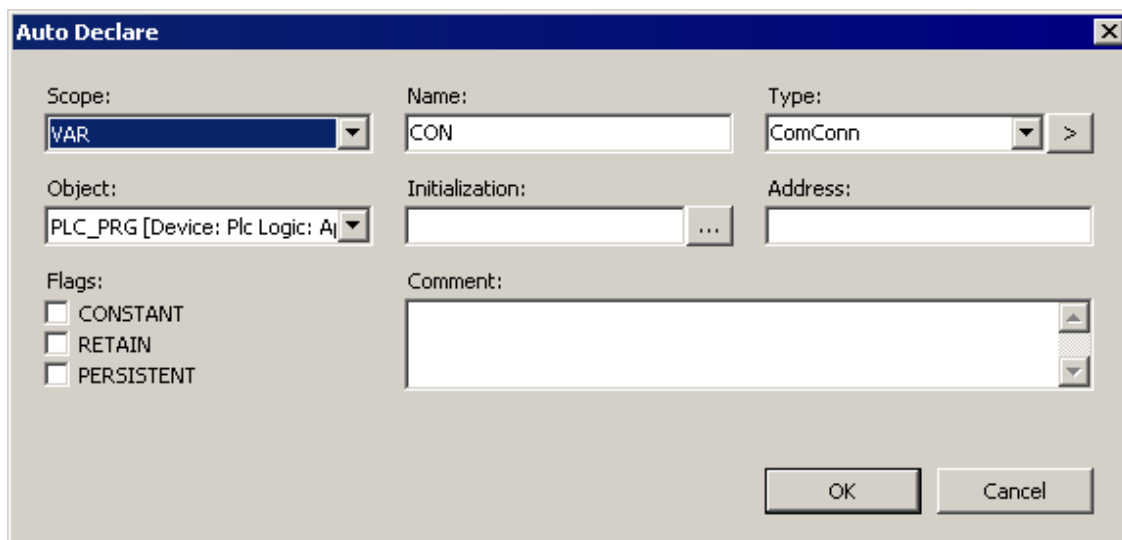 Auto Declare
Scope: Name: Type:
VAR CON ComConn >
Object: Initialization: Address:
PLC_PRG [Device: Plc Logic: ...
Flags: Comment:
CONSTANT
RETAIN
PERSISTENT
OK Cancel